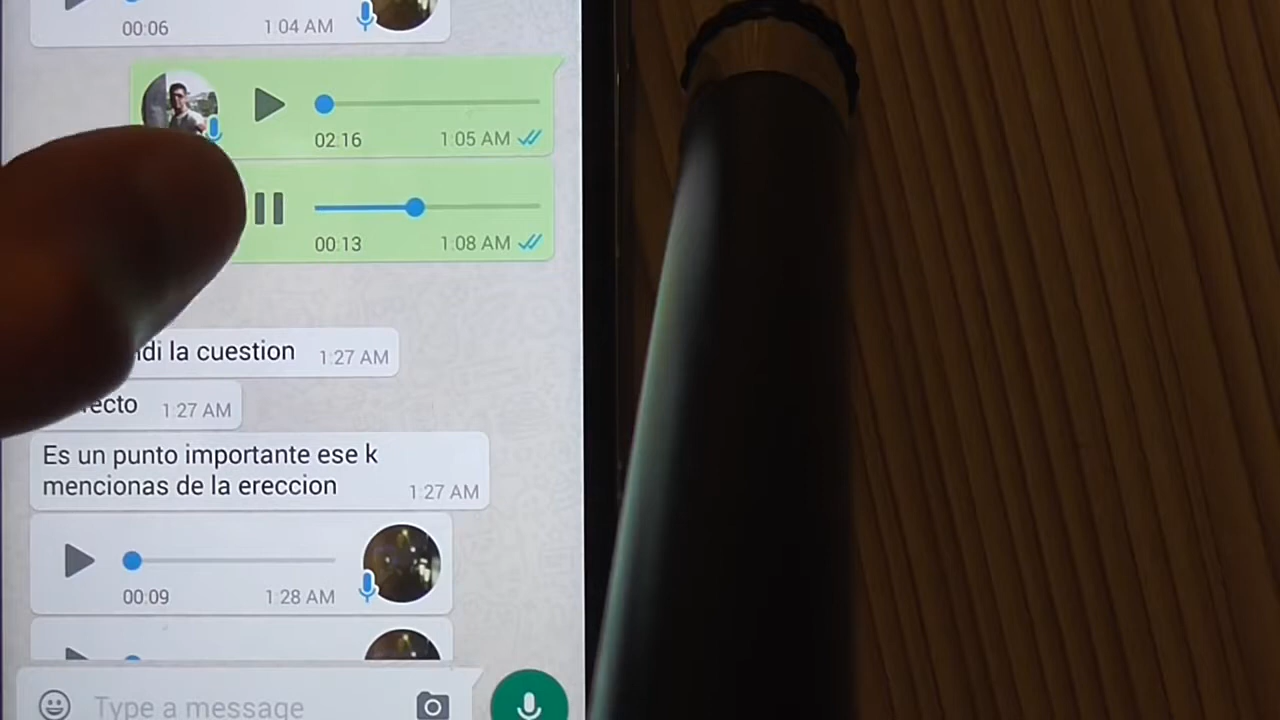 00:06 1:04 AM
02:16 1:05 AM
00:13 1:08 AM
la cuestion 1:27 AM
1:27 AM
Es un punto importante ese k
mencionas de la ereccion 1:27 AM
00:09 1:28 AM
Type a message